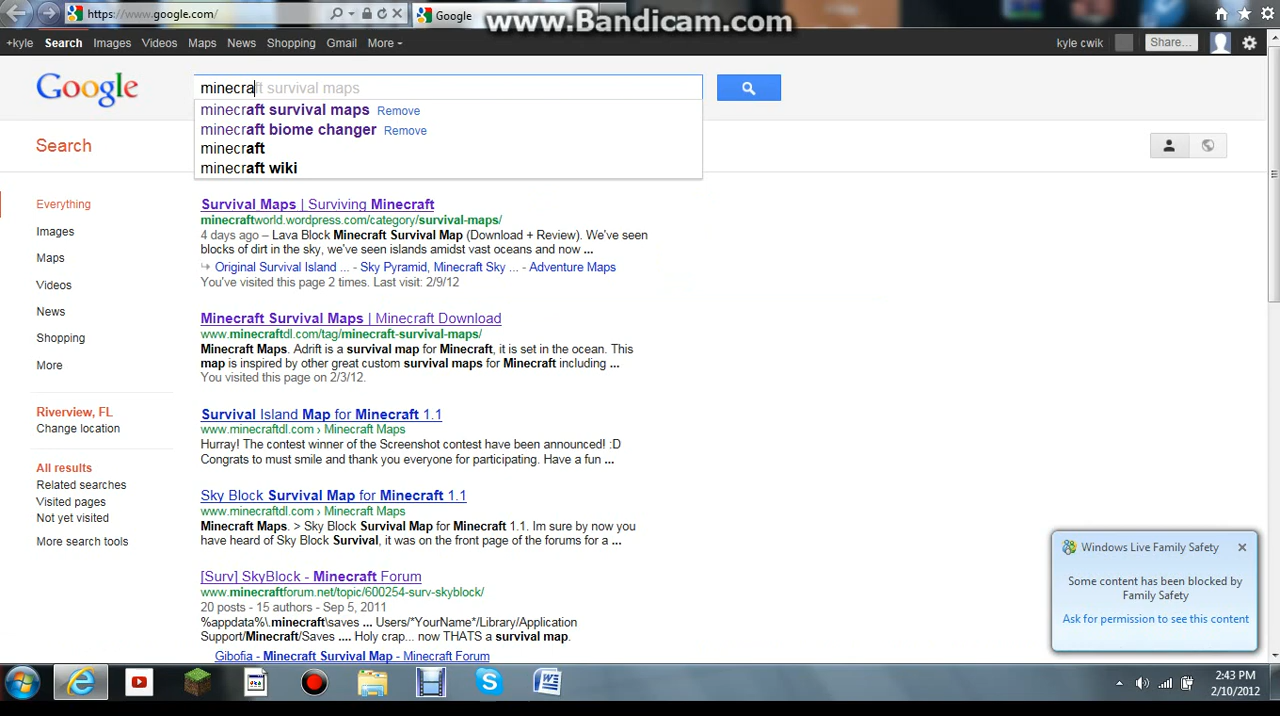 https://www.google.com/
Google
www.Bandicam.com
+kyle Search Images Videos Maps News Shopping Gmail More
kyle cwik
Share...
Google
minecraft survival maps
minecraft survival maps Remove
minecraft biome changer Remove
minecraft
minecraft wiki
Search
Everything
Images
Maps
Videos
News
Shopping
More
Riverview, FL
Change location
All results
Related searches
Visited pages
Not yet visited
More search tools
Survival Maps | Surviving Minecraft
minecraftworld.wordpress.com/category/survival-maps/
4 days ago – Lava Block Minecraft Survival Map (Download + Review). We've seen
blocks of dirt in the sky, we've seen islands amidst vast oceans and now ...
Original Survival Island ... - Sky Pyramid, Minecraft Sky ... - Adventure Maps
You've visited this page 2 times. Last visit: 2/9/12
Minecraft Survival Maps | Minecraft Download
www.minecraftdl.com/tag/minecraft-survival-maps/
Minecraft Maps. Adrift is a survival map for Minecraft, it is set in the ocean. This
map is inspired by other great custom survival maps for Minecraft including ...
You visited this page on 2/3/12.
Survival Island Map for Minecraft 1.1
www.minecraftdl.com › Minecraft Maps
Hurray! The contest winner of the Screenshot contest have been announced! :D
Congrats to must smile and thank you everyone for participating. Have a fun ...
Sky Block Survival Map for Minecraft 1.1
www.minecraftdl.com › Minecraft Maps
Minecraft Maps. > Sky Block Survival Map for Minecraft 1.1. Im sure by now you
have heard of Sky Block Survival, it was on the front page of the forums for a ...
[Surv] SkyBlock - Minecraft Forum
www.minecraftforum.net/topic/600254-surv-skyblock/
20 posts - 15 authors - Sep 5, 2011
%appdata%\.minecraft\saves ... Users/*YourName*/Library/Application
Support/Minecraft/Saves .... Holy crap... now THATS a survival map.
Gibofia - Minecraft Survival Map - Minecraft Forum
Windows Live Family Safety
Some content has been blocked by
Family Safety
Ask for permission to see this content
2:43 PM
2/10/2012